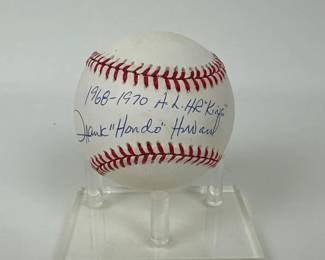 1968-1970 A.L. HR "Kings"
Frank "Hondo" Howard